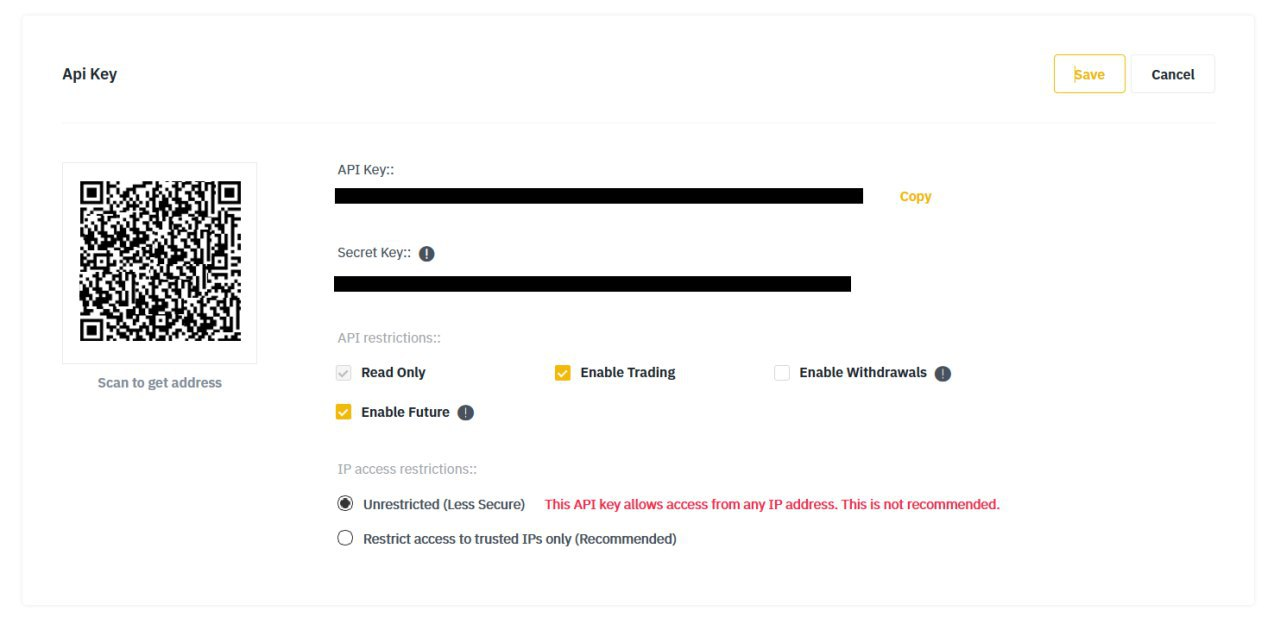 Api Key
Save
Cancel
API Key::
Copy
Secret Key::
API restrictions::
Read Only
Enable Trading
Enable Withdrawals
Enable Future
IP access restrictions::
Unrestricted (Less Secure) This API key allows access from any IP address. This is not recommended.
Restrict access to trusted IPs only (Recommended)
Scan to get address